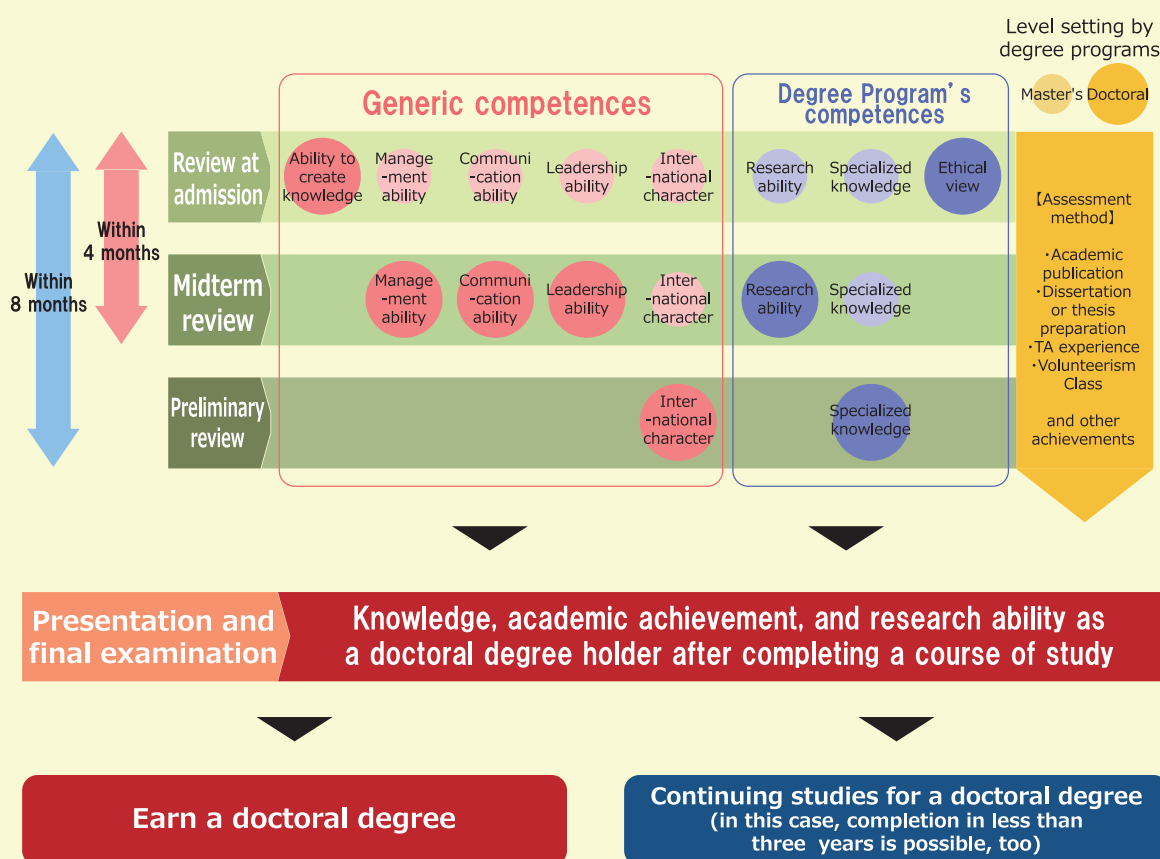 Level setting by
degree programs
Master's Doctoral
Generic competences
Degree Program's
competences
Review at
admission
Ability to
create
knowledge
Manage
-ment
ability
Communi
-cation
ability
Leadership
ability
Inter
-national
character
Research
ability
Specialized
knowledge
Ethical
view
Within
4 months
Within
8 months
Midterm
review
Manage
-ment
ability
Communi
-cation
ability
Leadership
ability
Inter
-national
character
Research
ability
Specialized
knowledge
Preliminary
review
Inter
-national
character
Specialized
knowledge
【Assessment
method】
・Academic
publication
・Dissertation
or thesis
preparation
・TA experience
・Volunteerism
Class
and other
achievements
Presentation and
final examination
Knowledge, academic achievement, and research ability as
a doctoral degree holder after completing a course of study
Earn a doctoral degree
Continuing studies for a doctoral degree
(in this case, completion in less than
three years is possible, too)